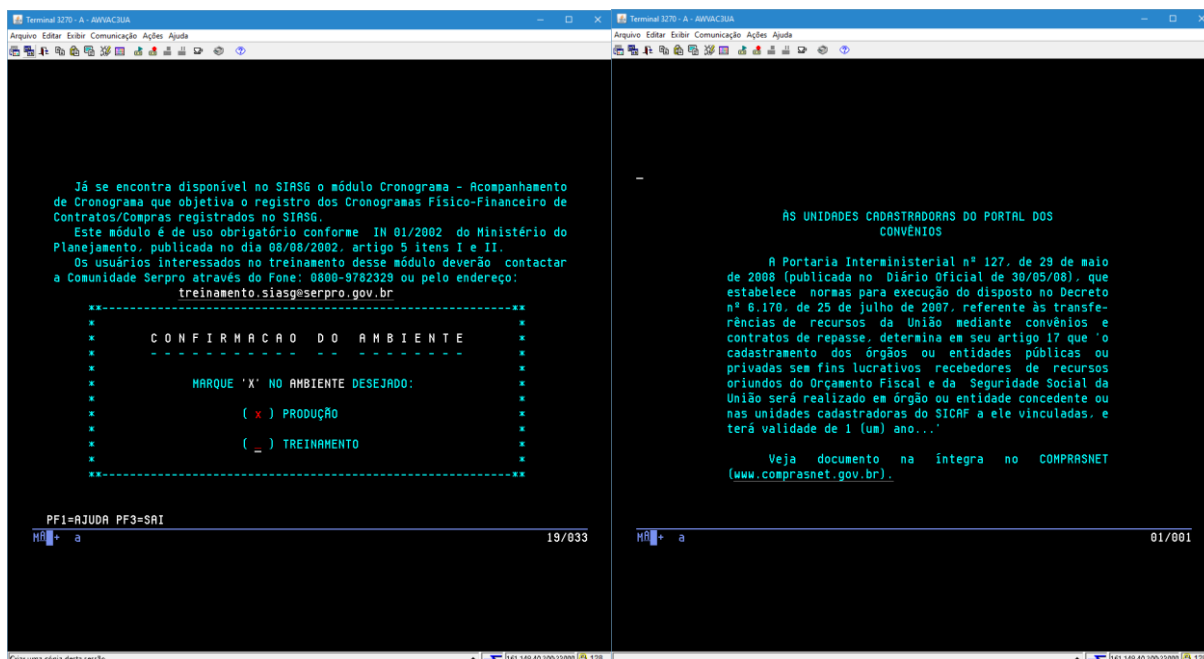 Terminal 3270 - A - AWVAC3UA
Arquivo Editar Exibir Comunicação Ações Ajuda
Já se encontra disponível no SIASG o módulo Cronograma - Acompanhamento
de Cronograma que objetiva o registro dos Cronogramas Físico-Financeiro de
Contratos/Compras registrados no SIASG.
Este módulo é de uso obrigatório conforme IN 01/2002 do Ministério do
Planejamento, publicada no dia 08/08/2002, artigo 5 itens I e II.
Os usuários interessados no treinamento desse módulo deverão contactar
a Comunidade Serpro através do Fone: 0800-9782329 ou pelo endereço:
treinamento.siasg@serpro.gov.br
**--------------------------------------------------------**
C O N F I R M A C A O D O A M B I E N T E
- - - - - - - - - - - - - - - - - - - - -
MARQUE 'X' NO AMBIENTE DESEJADO:
( x ) PRODUÇÃO
( _ ) TREINAMENTO
**--------------------------------------------------------**
PF1=AJUDA PF3=SAI
MÂ + a 19/033
Criar uma cópia desta sessão
Terminal 3270 - A - AWVAC3UA
Arquivo Editar Exibir Comunicação Ações Ajuda
ÀS UNIDADES CADASTRADORAS DO PORTAL DOS
CONVÊNIOS
A Portaria Interministerial nº 127, de 29 de maio
de 2008 (publicada no Diário Oficial de 30/05/08), que
estabelece normas para execução do disposto no Decreto
nº 6.170, de 25 de julho de 2007, referente às transfe-
rências de recursos da União mediante convênios e
contratos de repasse, determina em seu artigo 17 que 'o
cadastramento dos órgãos ou entidades públicas ou
privadas sem fins lucrativos recebedores de recursos
oriundos do Orçamento Fiscal e da Seguridade Social da
União será realizado em órgão ou entidade concedente ou
nas unidades cadastradoras do SICAF a ele vinculadas, e
terá validade de 1 (um) ano...'
Veja documento na íntegra no COMPRASNET
(www.comprasnet.gov.br).
MÂ + a 01/001